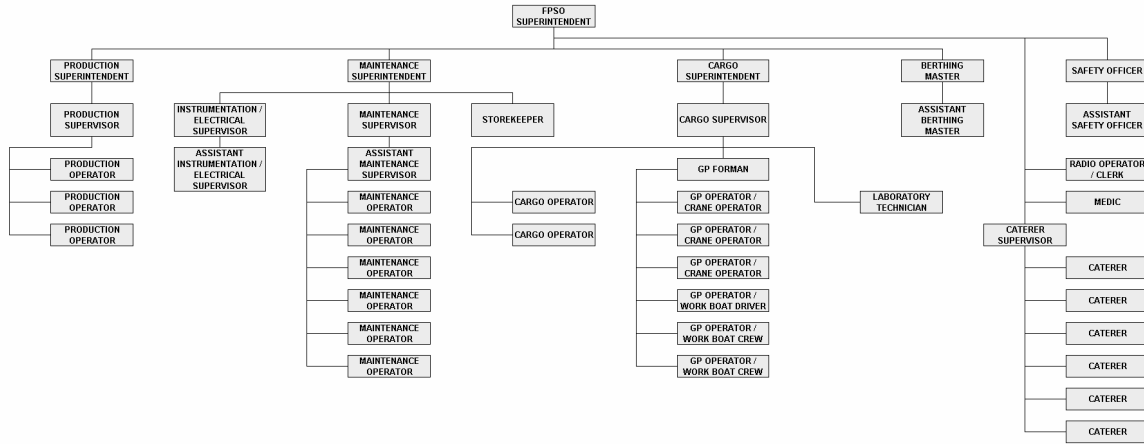 FPSO
SUPERINTENDENT
PRODUCTION
SUPERINTENDENT
MAINTENANCE
SUPERINTENDENT
CARGO
SUPERINTENDENT
BERTHING
MASTER
SAFETY OFFICER
PRODUCTION
SUPERVISOR
INSTRUMENTATION /
ELECTRICAL
SUPERVISOR
MAINTENANCE
SUPERVISOR
STOREKEEPER
CARGO SUPERVISOR
ASSISTANT
BERTHING
MASTER
ASSISTANT
SAFETY OFFICER
PRODUCTION
OPERATOR
ASSISTANT
INSTRUMENTATION /
ELECTRICAL
SUPERVISOR
ASSISTANT
MAINTENANCE
SUPERVISOR
GP FORMAN
RADIO OPERATOR
/ CLERK
PRODUCTION
OPERATOR
MAINTENANCE
OPERATOR
CARGO OPERATOR
GP OPERATOR /
CRANE OPERATOR
LABORATORY
TECHNICIAN
MEDIC
PRODUCTION
OPERATOR
MAINTENANCE
OPERATOR
CARGO OPERATOR
GP OPERATOR /
CRANE OPERATOR
CATERER
SUPERVISOR
MAINTENANCE
OPERATOR
GP OPERATOR /
CRANE OPERATOR
CATERER
MAINTENANCE
OPERATOR
GP OPERATOR /
WORK BOAT DRIVER
CATERER
MAINTENANCE
OPERATOR
GP OPERATOR /
WORK BOAT CREW
CATERER
MAINTENANCE
OPERATOR
GP OPERATOR /
WORK BOAT CREW
CATERER
CATERER
CATERER